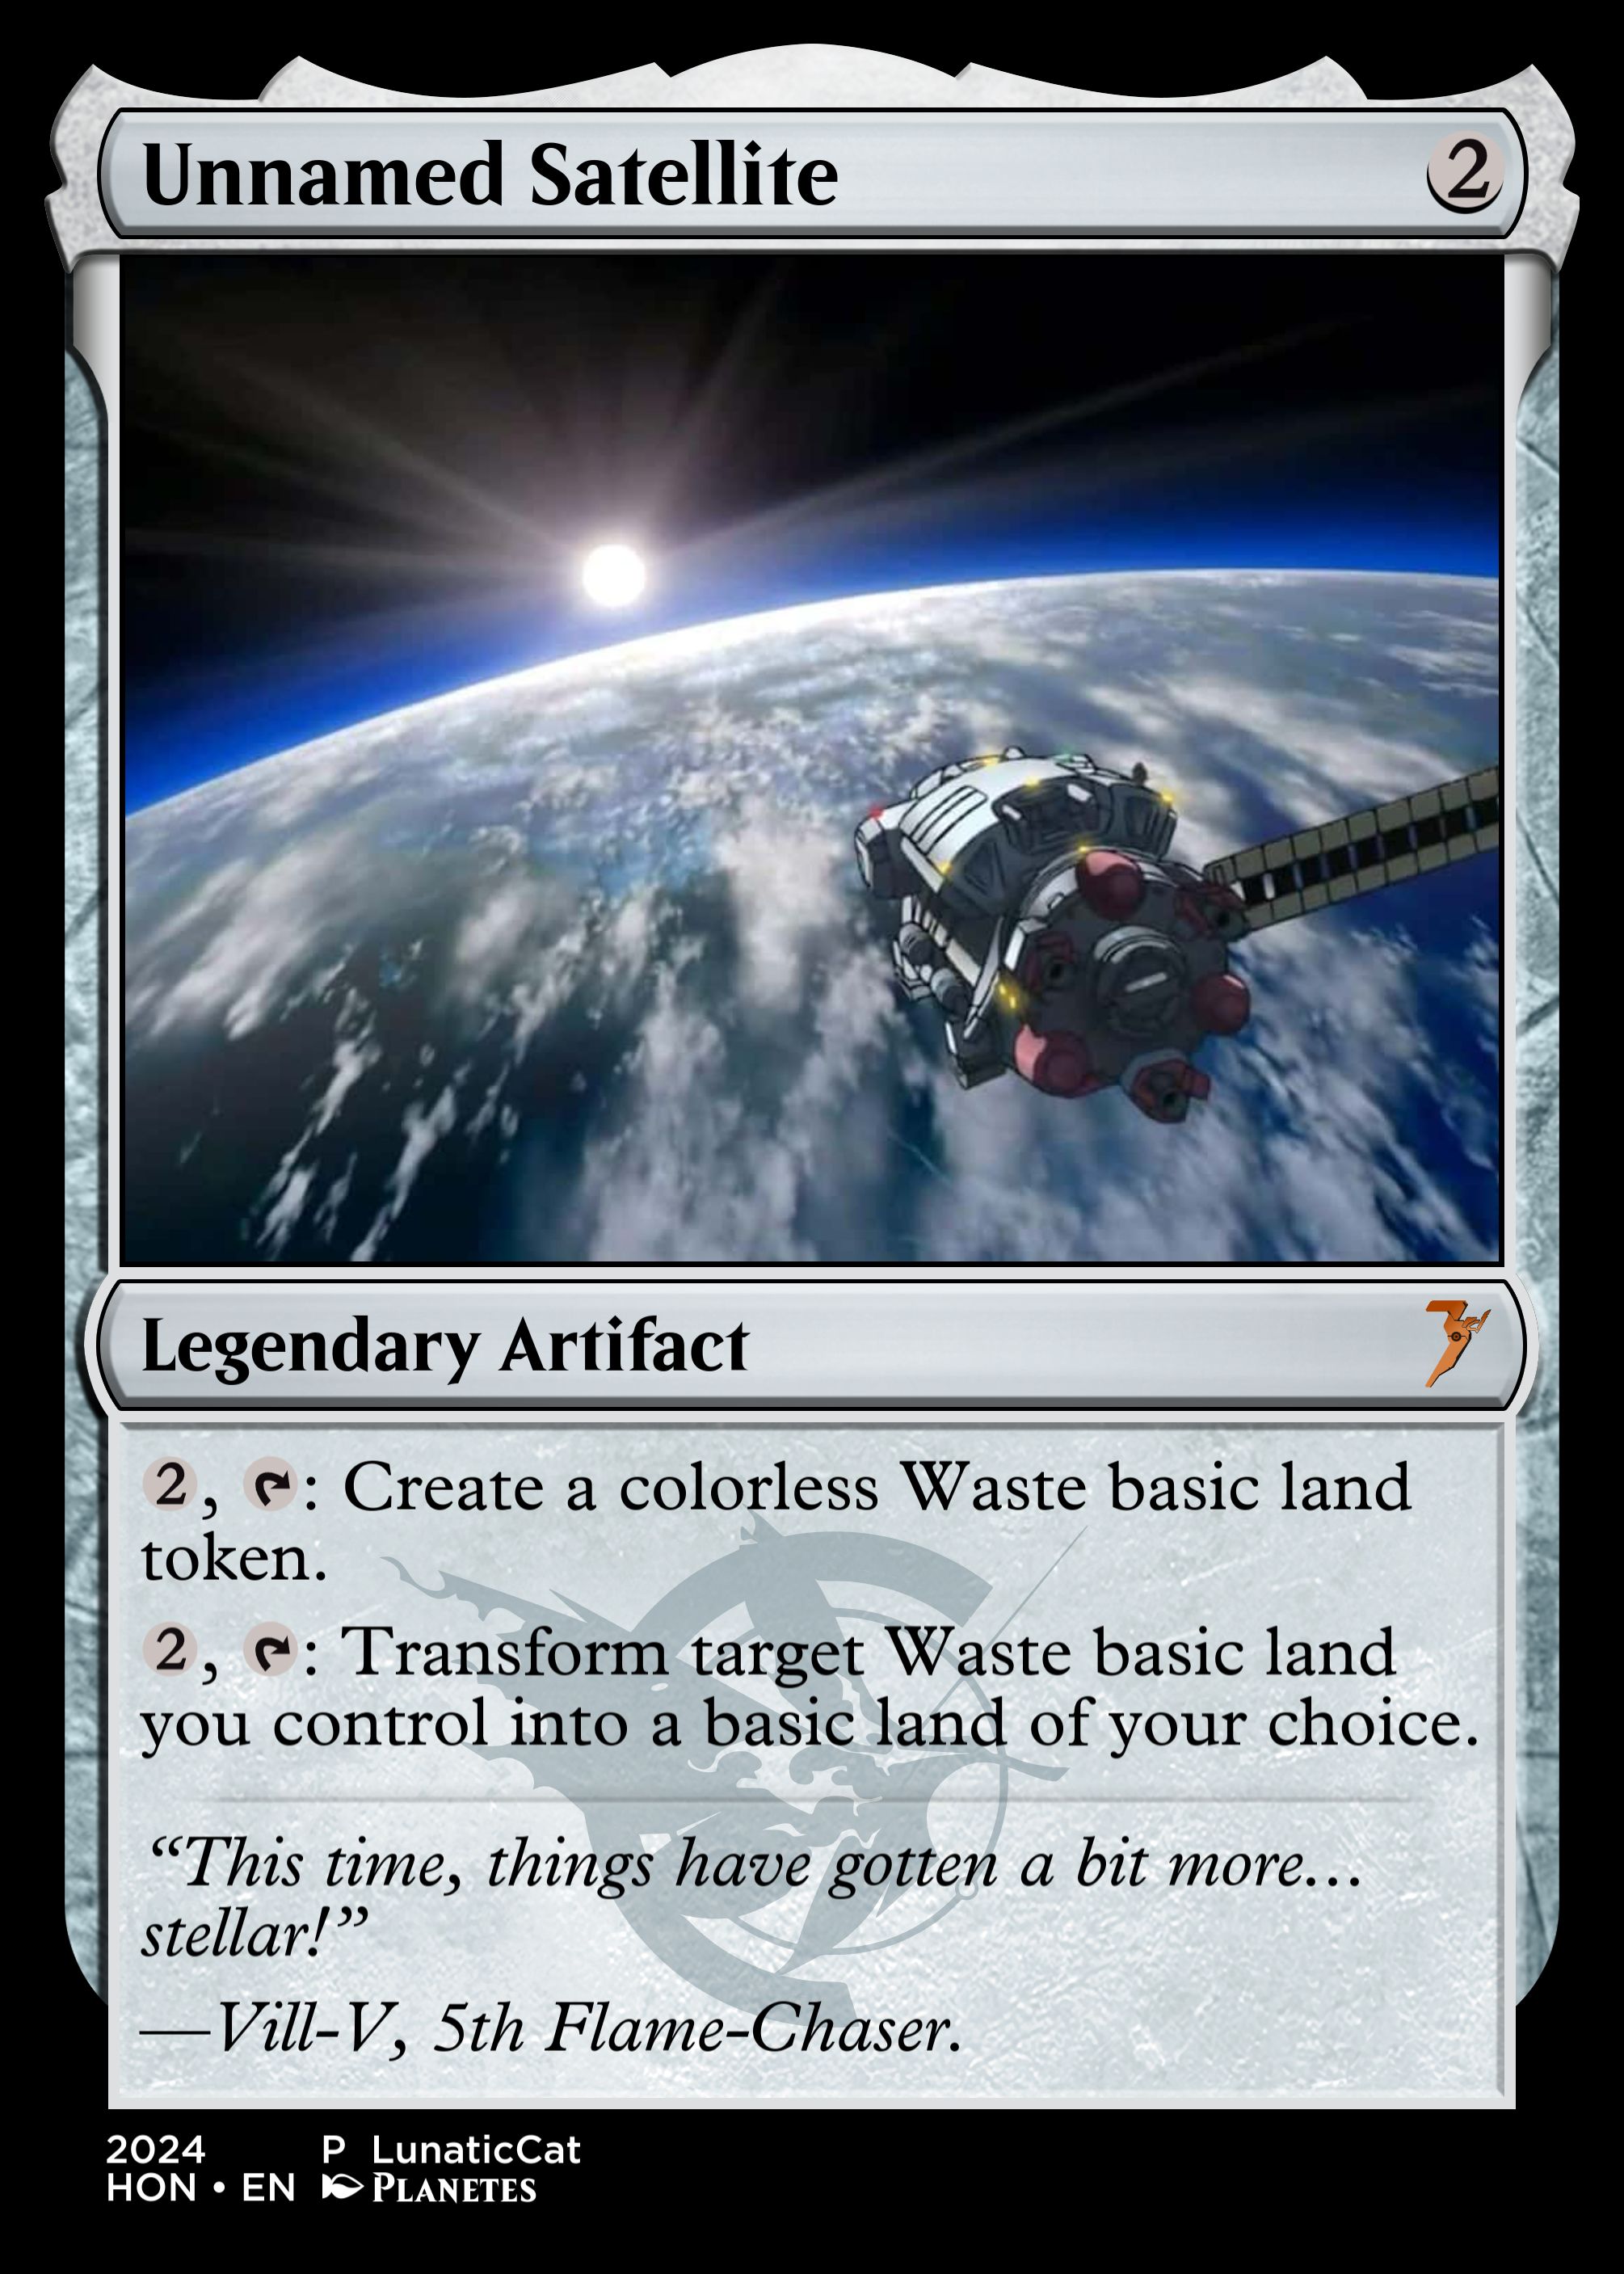 Unnamed Satellite 2
Legendary Artifact
2, : Create a colorless Waste basic land
token.
2, : Transform target Waste basic land
you control into a basic land of your choice.
“This time, things have gotten a bit more…
stellar!”
—Vill-V, 5th Flame-Chaser.
2024 P LunaticCat
HON • EN PLANETES